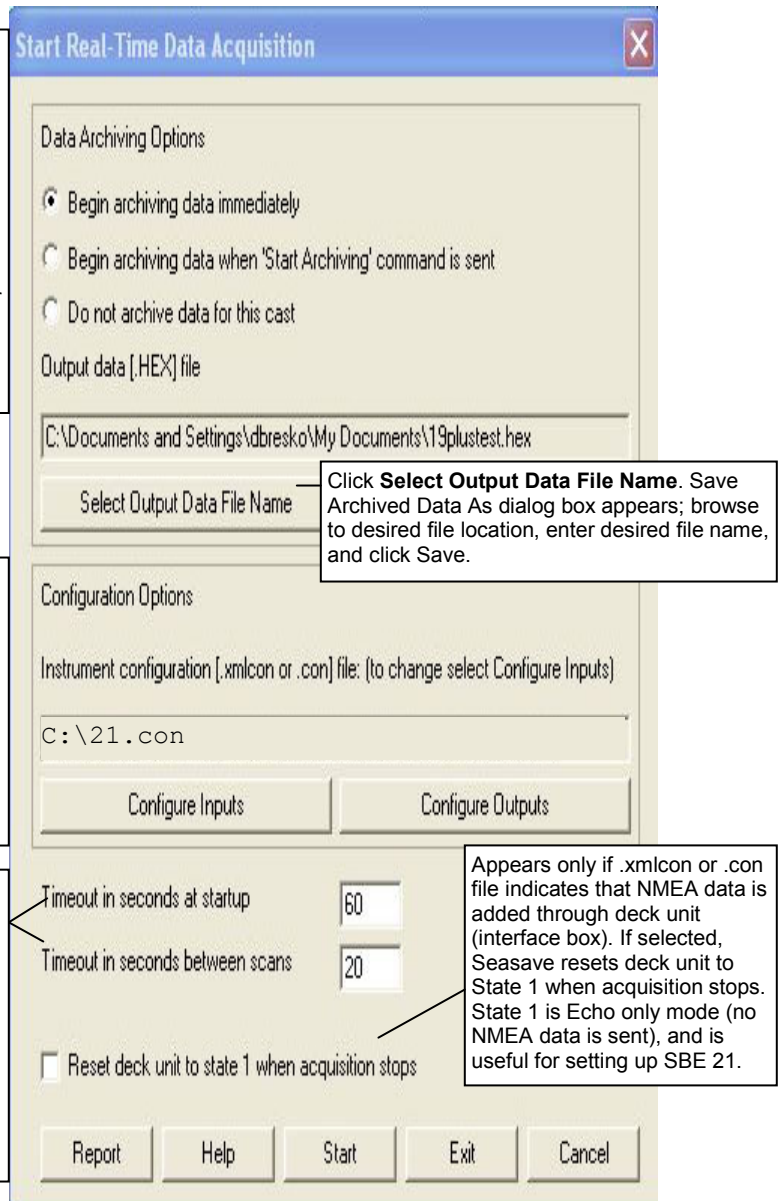 Start Real-Time Data Acquisition
Data Archiving Options
Begin archiving data immediately
Begin archiving data when 'Start Archiving' command is sent
Do not archive data for this cast
Output data [.HEX] file
C:\Documents and Settings\dbresko\My Documents\19plustest.hex
Select Output Data File Name
Click Select Output Data File Name. Save
Archived Data As dialog box appears; browse
to desired file location, enter desired file name,
and click Save.
Configuration Options
Instrument configuration [.xmlcon or .con] file: (to change select Configure Inputs)
C:\21.con
Configure Inputs
Configure Outputs
Timeout in seconds at startup
60
Timeout in seconds between scans
20
Appears only if .xmlcon or .con
file indicates that NMEA data is
added through deck unit
(interface box). If selected,
Seasave resets deck unit to
State 1 when acquisition stops.
State 1 is Echo only mode (no
NMEA data is sent), and is
useful for setting up SBE 21.
Reset deck unit to state 1 when acquisition stops
Report
Help
Start
Exit
Cancel